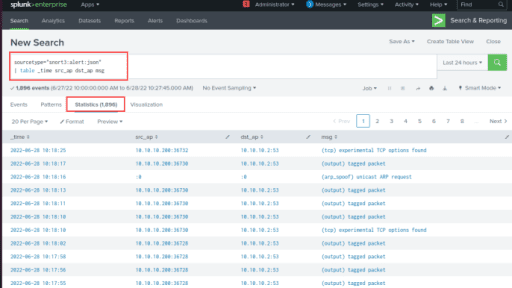 splunk>enterprise Apps Administrator 3 Messages Settings Activity Help Find
Search Analytics Datasets Reports Alerts Dashboards Search & Reporting
New Search Save As Create Table View Close
sourcetype="snort3:alert:json"
| table _time src_ap dst_ap msg
Last 24 hours
1,896 events (6/27/22 10:00:00.000 AM to 6/28/22 10:27:45.000 AM) No Event Sampling Job Smart Mode
Events Patterns Statistics (1,896) Visualization
20 Per Page Format Preview < Prev 1 2 3 4 5 6 7 8 ... Next >
_time src_ap dst_ap msg
2022-06-28 10:18:25 10.10.10.200:36732 10.10.10.2:53 (tcp) experimental TCP options found
2022-06-28 10:18:17 10.10.10.200:36730 10.10.10.2:53 (output) tagged packet
2022-06-28 10:18:16 :0 :0 (arp_spoof) unicast ARP request
2022-06-28 10:18:13 10.10.10.200:36730 10.10.10.2:53 (output) tagged packet
2022-06-28 10:18:11 10.10.10.200:36730 10.10.10.2:53 (output) tagged packet
2022-06-28 10:18:10 10.10.10.200:36730 10.10.10.2:53 (output) tagged packet
2022-06-28 10:18:10 10.10.10.200:36730 10.10.10.2:53 (tcp) experimental TCP options found
2022-06-28 10:18:02 10.10.10.200:36728 10.10.10.2:53 (output) tagged packet
2022-06-28 10:17:58 10.10.10.200:36728 10.10.10.2:53 (output) tagged packet
2022-06-28 10:17:56 10.10.10.200:36728 10.10.10.2:53 (output) tagged packet
2022-06-28 10:17:55 10.10.10.200:36728 10.10.10.2:53 (output) tagged packet